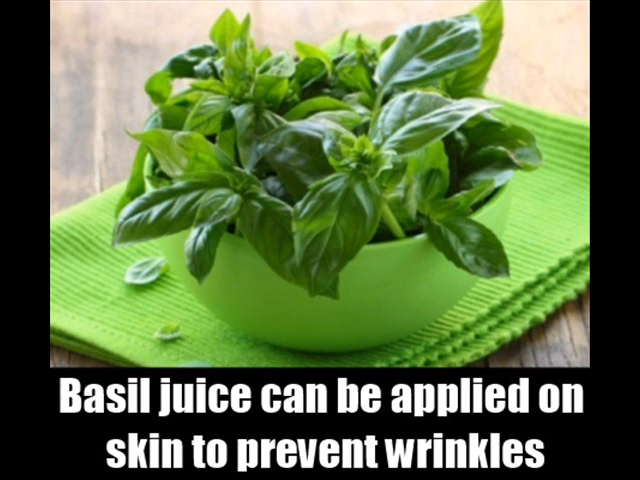 Basil juice can be applied on
skin to prevent wrinkles